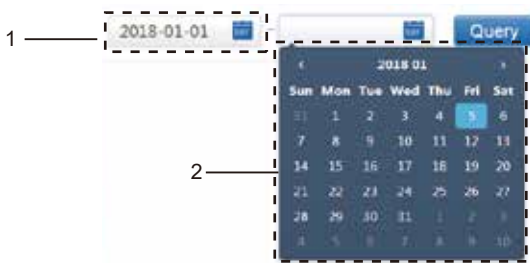 1 2018-01-01 - Query
‹ 2018 01 ›
Sun Mon Tue Wed Thu Fri Sat
31 1 2 3 4 5 6
7 8 9 10 11 12 13
2 14 15 16 17 18 19 20
21 22 23 24 25 26 27
28 29 30 31 1 2 3
4 5 6 7 8 9 10